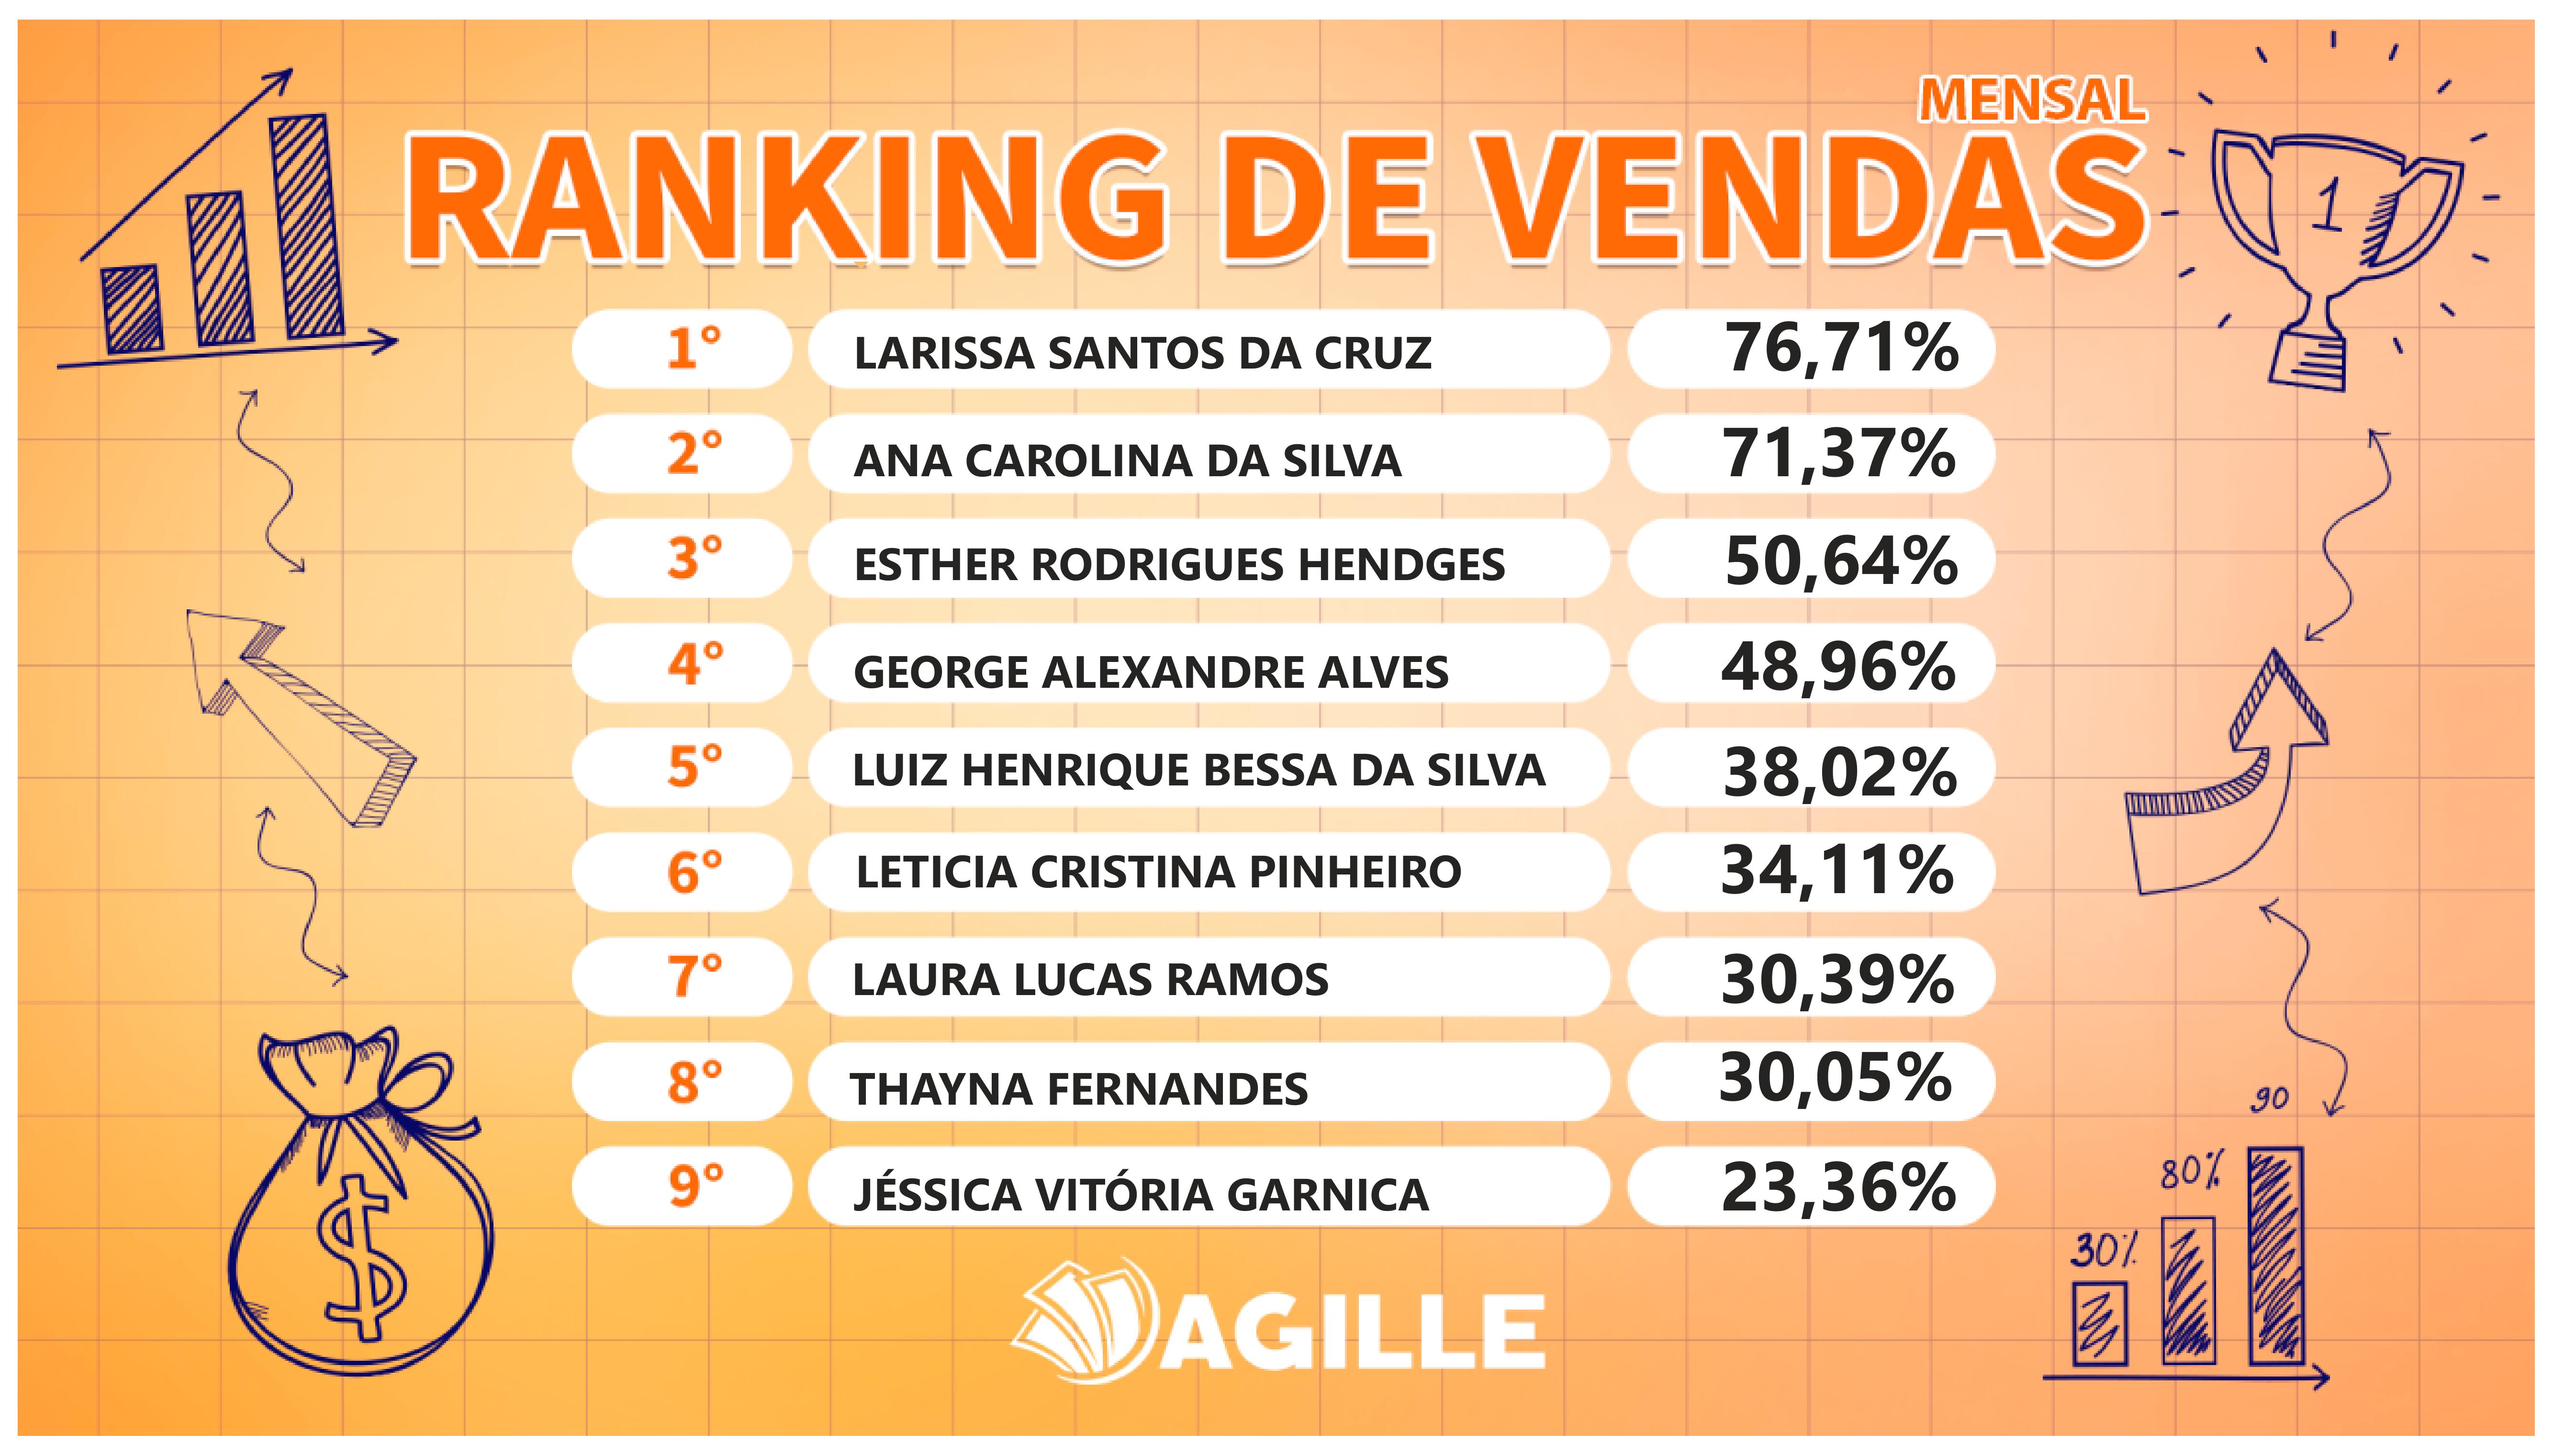 MENSAL
RANKING DE VENDAS
1
1° LARISSA SANTOS DA CRUZ 76,71%
2° ANA CAROLINA DA SILVA 71,37%
3° ESTHER RODRIGUES HENDGES 50,64%
4° GEORGE ALEXANDRE ALVES 48,96%
5° LUIZ HENRIQUE BESSA DA SILVA 38,02%
6° LETICIA CRISTINA PINHEIRO 34,11%
7° LAURA LUCAS RAMOS 30,39%
8° THAYNA FERNANDES 30,05%
9° JÉSSICA VITÓRIA GARNICA 23,36%
90
80%
30%
$
AGILLE